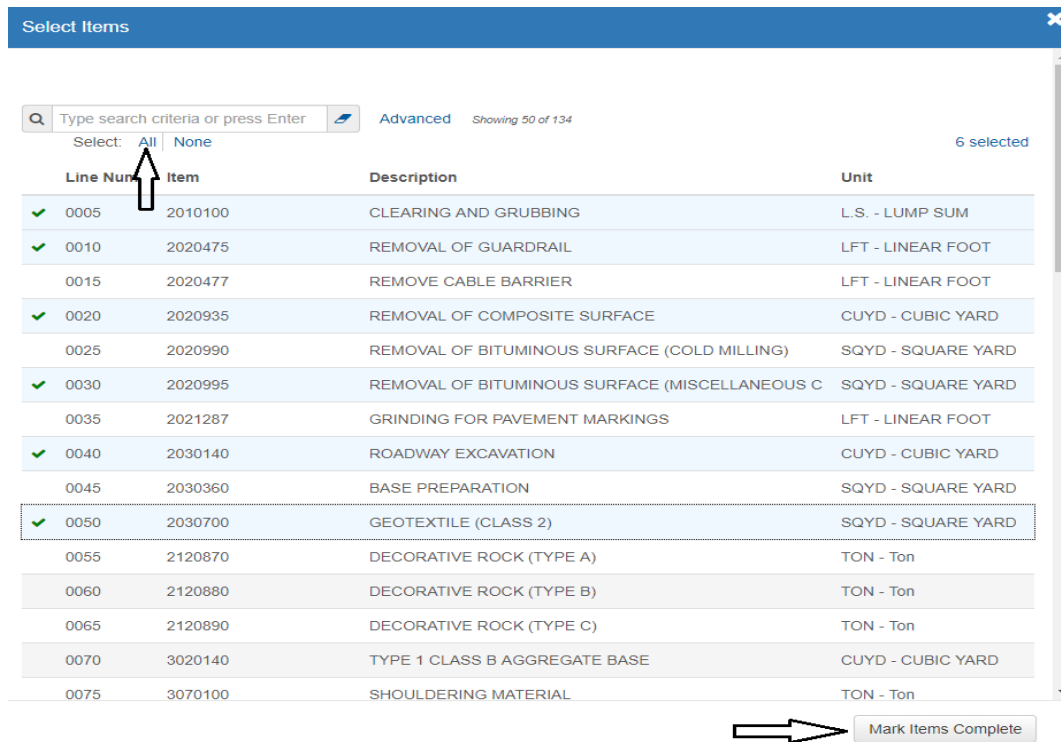 Select Items
Type search criteria or press Enter Advanced Showing 50 of 134
Select: All None 6 selected
Line Num Item Description Unit
0005 2010100 CLEARING AND GRUBBING L.S. - LUMP SUM
0010 2020475 REMOVAL OF GUARDRAIL LFT - LINEAR FOOT
0015 2020477 REMOVE CABLE BARRIER LFT - LINEAR FOOT
0020 2020935 REMOVAL OF COMPOSITE SURFACE CUYD - CUBIC YARD
0025 2020990 REMOVAL OF BITUMINOUS SURFACE (COLD MILLING) SQYD - SQUARE YARD
0030 2020995 REMOVAL OF BITUMINOUS SURFACE (MISCELLANEOUS C SQYD - SQUARE YARD
0035 2021287 GRINDING FOR PAVEMENT MARKINGS LFT - LINEAR FOOT
0040 2030140 ROADWAY EXCAVATION CUYD - CUBIC YARD
0045 2030360 BASE PREPARATION SQYD - SQUARE YARD
0050 2030700 GEOTEXTILE (CLASS 2) SQYD - SQUARE YARD
0055 2120870 DECORATIVE ROCK (TYPE A) TON - Ton
0060 2120880 DECORATIVE ROCK (TYPE B) TON - Ton
0065 2120890 DECORATIVE ROCK (TYPE C) TON - Ton
0070 3020140 TYPE 1 CLASS B AGGREGATE BASE CUYD - CUBIC YARD
0075 3070100 SHOULDERING MATERIAL TON - Ton
Mark Items Complete